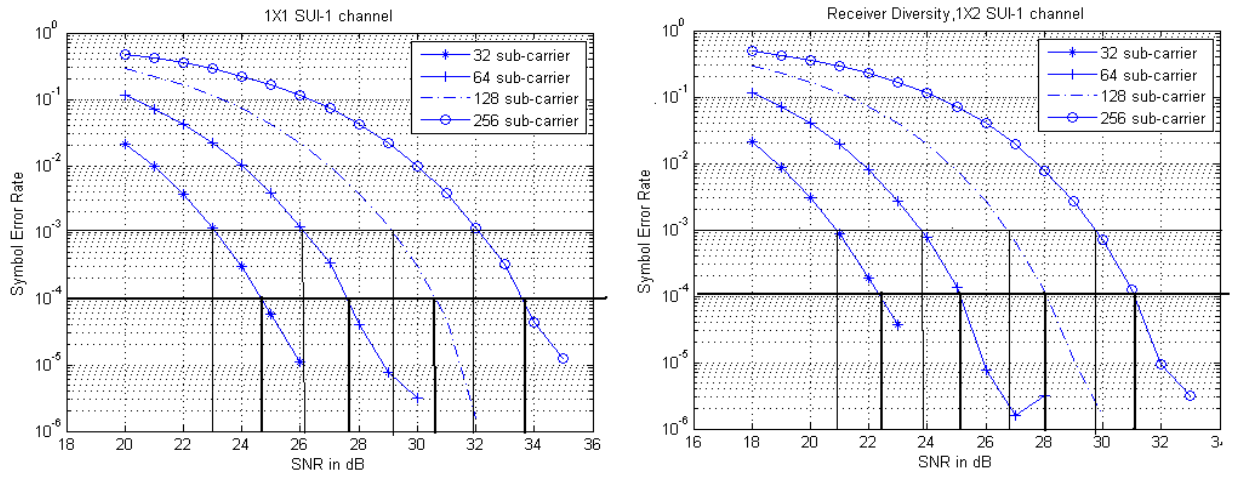 1X1 SUI-1 channel
32 sub-carrier
64 sub-carrier
128 sub-carrier
256 sub-carrier
Symbol Error Rate
10^0
10^-1
10^-2
10^-3
10^-4
10^-5
10^-6
16 18 20 22 24 26 28 30 32 34 36
SNR in dB
Receiver Diversity,1X2 SUI-1 channel
32 sub-carrier
64 sub-carrier
128 sub-carrier
256 sub-carrier
Symbol Error Rate
10^0
10^-1
10^-2
10^-3
10^-4
10^-5
10^-6
16 18 20 22 24 26 28 30 32
SNR in dB